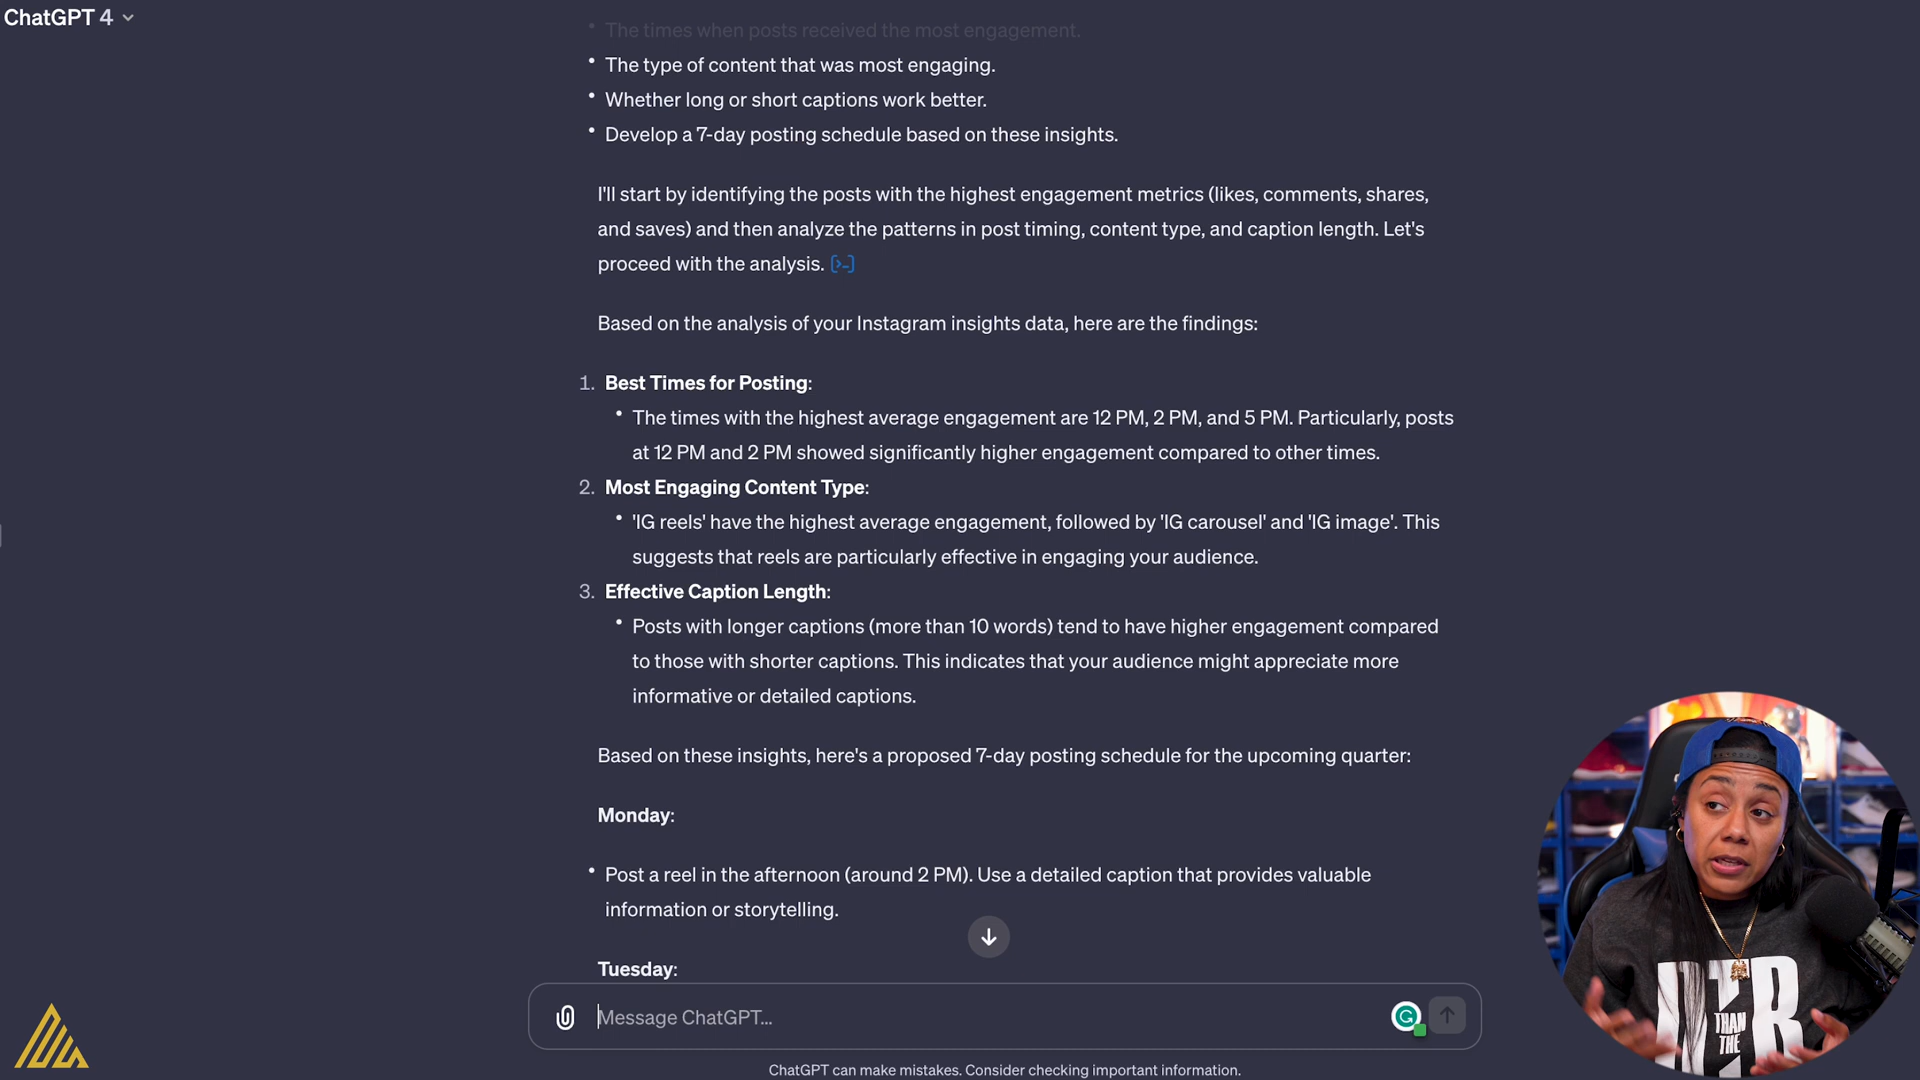 ChatGPT 4
• The times when posts received the most engagement.
• The type of content that was most engaging.
• Whether long or short captions work better.
• Develop a 7-day posting schedule based on these insights.
I'll start by identifying the posts with the highest engagement metrics (likes, comments, shares,
and saves) and then analyze the patterns in post timing, content type, and caption length. Let's
proceed with the analysis. [>-]
Based on the analysis of your Instagram insights data, here are the findings:
1. Best Times for Posting:
• The times with the highest average engagement are 12 PM, 2 PM, and 5 PM. Particularly, posts
at 12 PM and 2 PM showed significantly higher engagement compared to other times.
2. Most Engaging Content Type:
• 'IG reels' have the highest average engagement, followed by 'IG carousel' and 'IG image'. This
suggests that reels are particularly effective in engaging your audience.
3. Effective Caption Length:
• Posts with longer captions (more than 10 words) tend to have higher engagement compared
to those with shorter captions. This indicates that your audience might appreciate more
informative or detailed captions.
Based on these insights, here's a proposed 7-day posting schedule for the upcoming quarter:
Monday:
• Post a reel in the afternoon (around 2 PM). Use a detailed caption that provides valuable
information or storytelling.
Tuesday:
Message ChatGPT...
ChatGPT can make mistakes. Consider checking important information.
THAN
THE